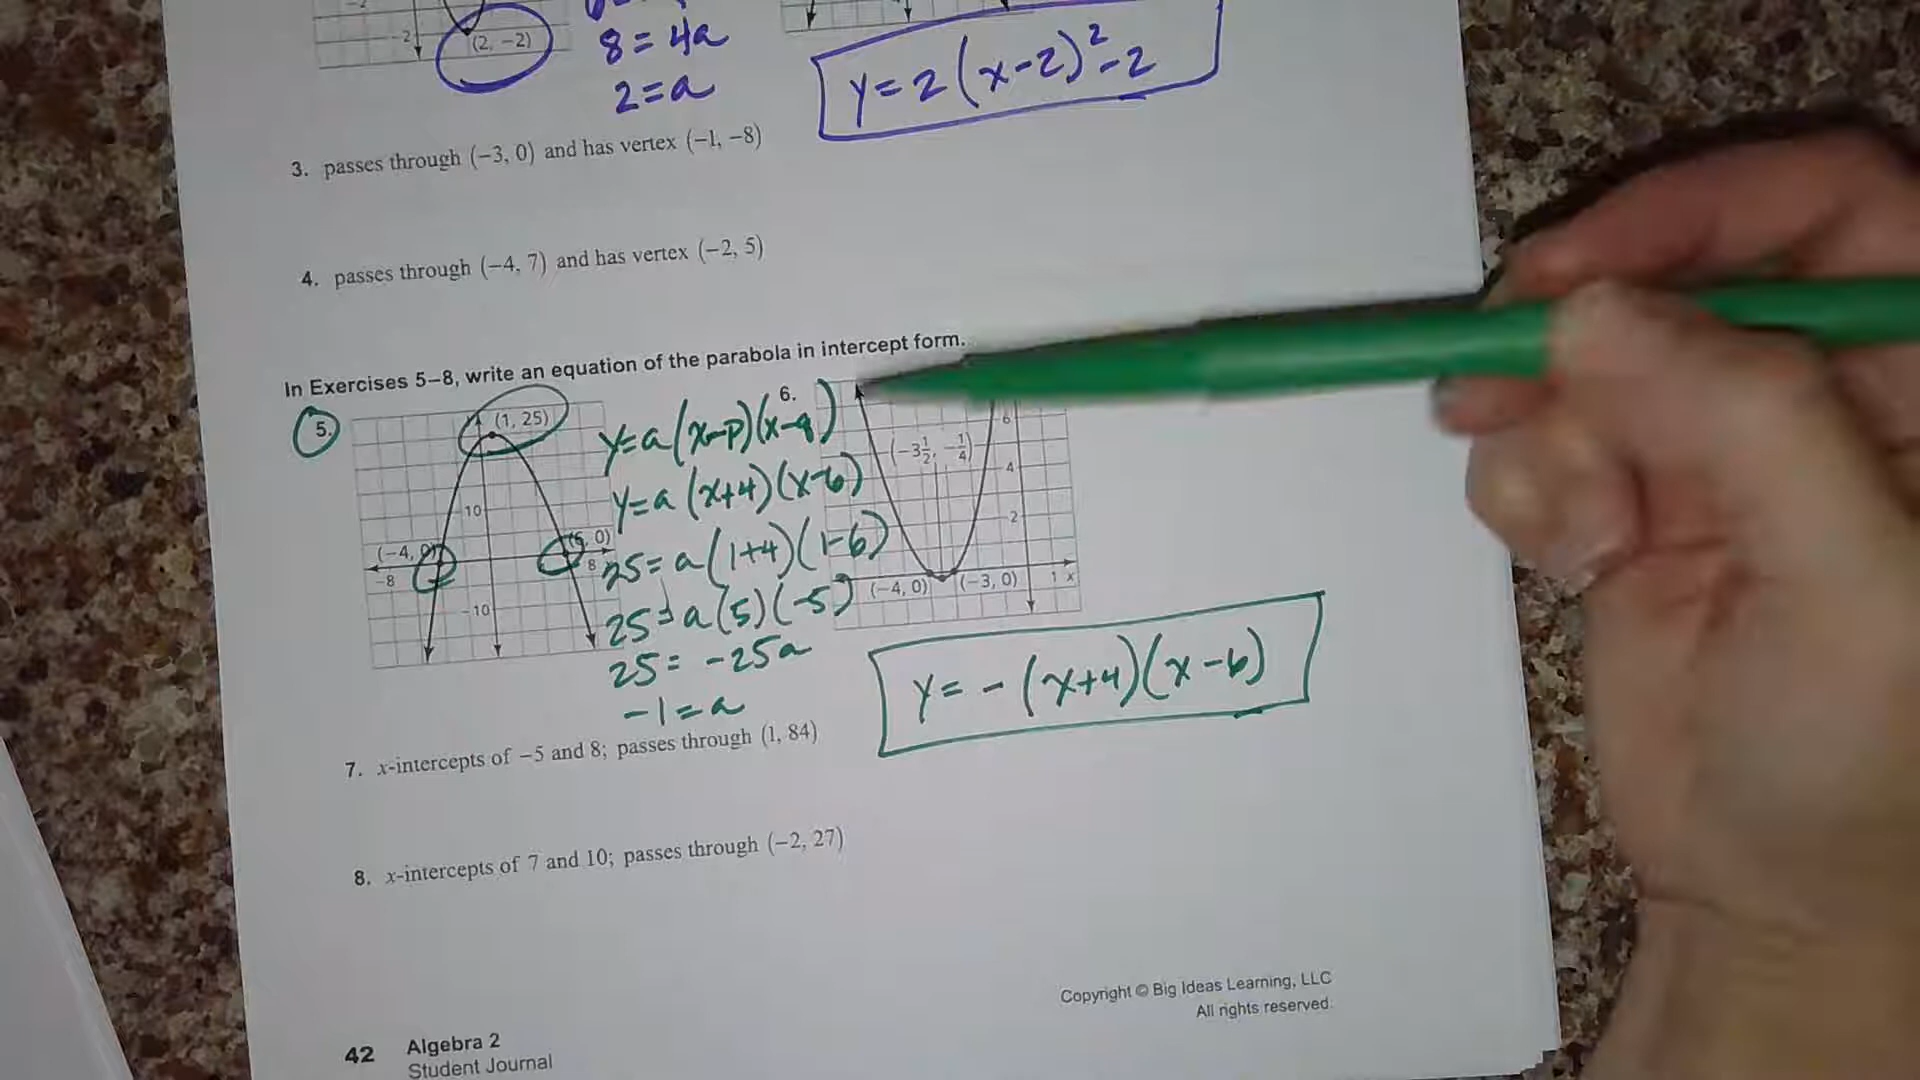 -2
(2, -2)
8 = 4a
2 = a
y = 2(x-2)² - 2
3. passes through (−3, 0) and has vertex (−1, −8)
4. passes through (−4, 7) and has vertex (−2, 5)
In Exercises 5–8, write an equation of the parabola in intercept form.
5.
(1, 25)
10
(−4, 0)
(6, 0)
-8
8
-10
y = a(x-p)(x-q)
y = a(x+4)(x-6)
25 = a(1+4)(1-6)
25 = a(5)(-5)
25 = -25a
-1 = a
6.
6
(−3½, −¼)
4
2
(−4, 0)
(−3, 0)
1 x
y = -(x+4)(x-6)
7. x-intercepts of −5 and 8; passes through (1, 84)
8. x-intercepts of 7 and 10; passes through (−2, 27)
Copyright © Big Ideas Learning, LLC
All rights reserved.
42 Algebra 2
Student Journal